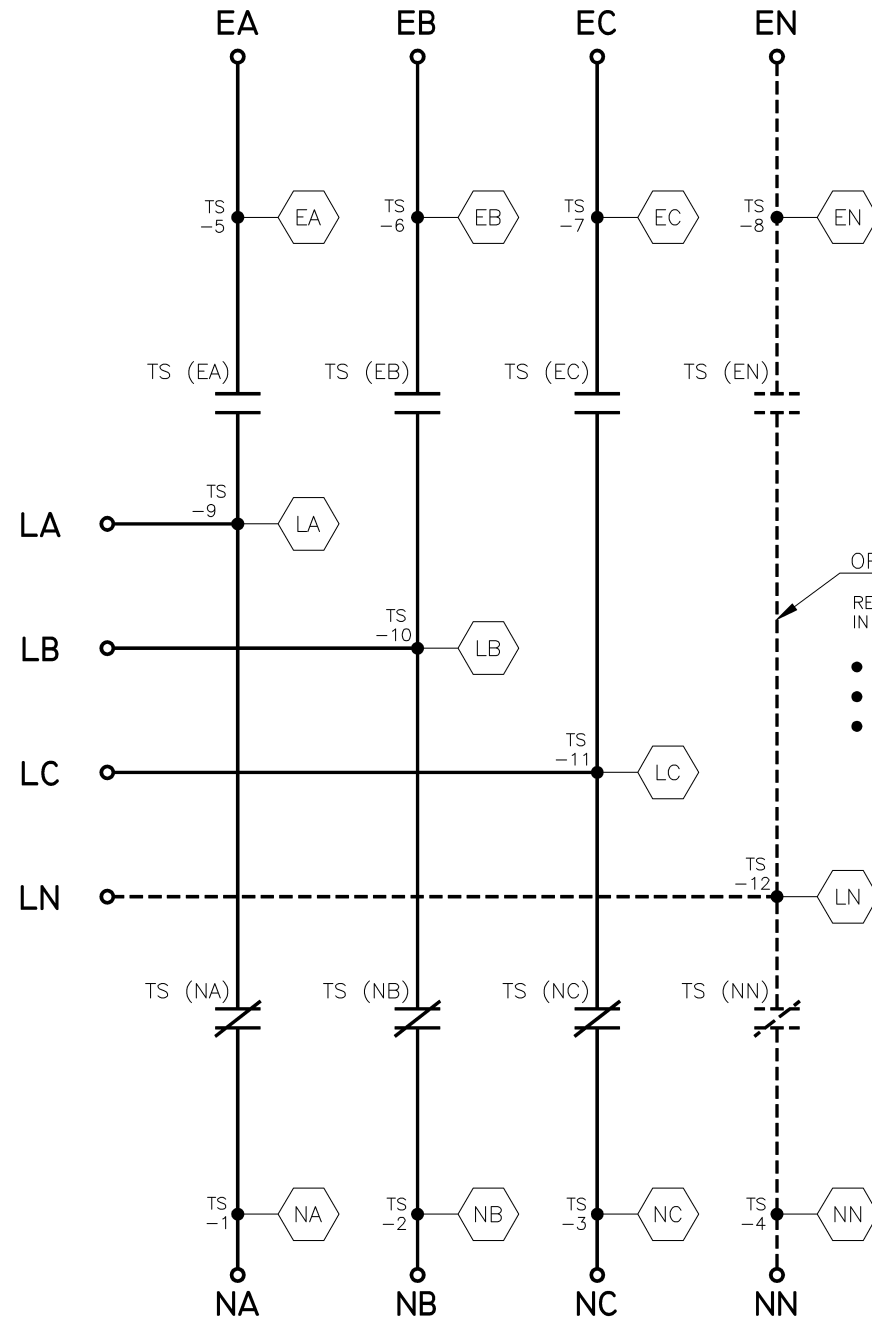 EA EB EC EN
TS
-5
EA
TS
-6
EB
TS
-7
EC
TS
-8
EN
TS (EA) TS (EB) TS (EC) TS (EN)
LA
TS
-9
LA
LB
TS
-10
LB
LC
TS
-11
LC
LN
TS
-12
LN
RE
IN
TS (NA) TS (NB) TS (NC) TS (NN)
TS
-1
NA
TS
-2
NB
TS
-3
NC
TS
-4
NN
NA NB NC NN